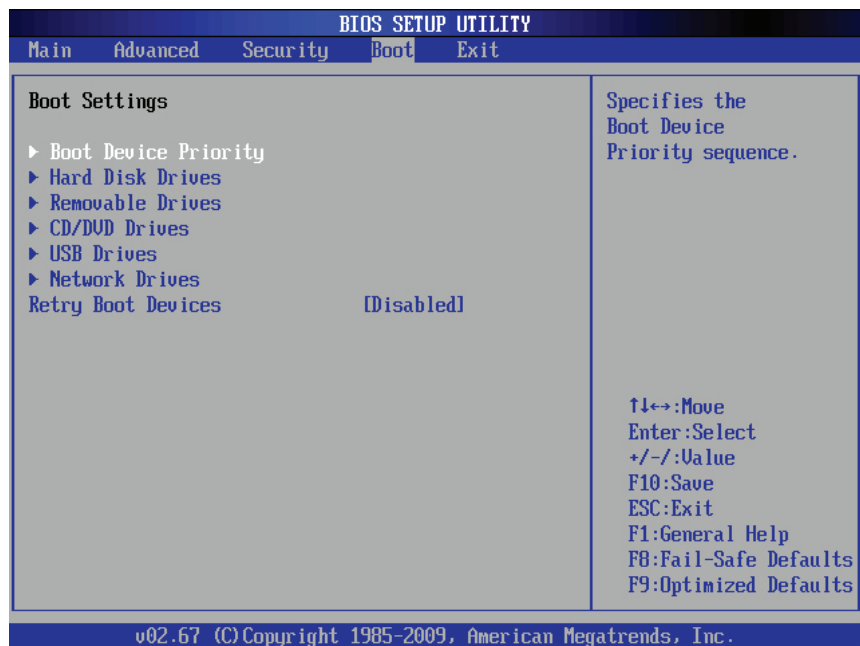 BIOS SETUP UTILITY
Main Advanced Security Boot Exit
Boot Settings
▶ Boot Device Priority
▶ Hard Disk Drives
▶ Removable Drives
▶ CD/DVD Drives
▶ USB Drives
▶ Network Drives
Retry Boot Devices [Disabled]
Specifies the
Boot Device
Priority sequence.
↑↓←→:Move
Enter:Select
+/-/:Value
F10:Save
ESC:Exit
F1:General Help
F8:Fail-Safe Defaults
F9:Optimized Defaults
v02.67 (C)Copyright 1985-2009, American Megatrends, Inc.